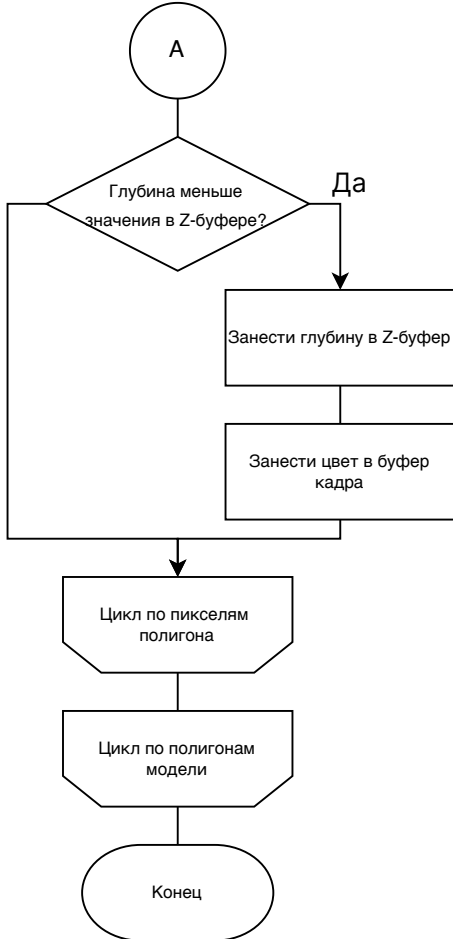 А
Глубина меньше
значения в Z-буфере?
Да
Занести глубину в Z-буфер
Занести цвет в буфер
кадра
Цикл по пикселям
полигона
Цикл по полигонам
модели
Конец